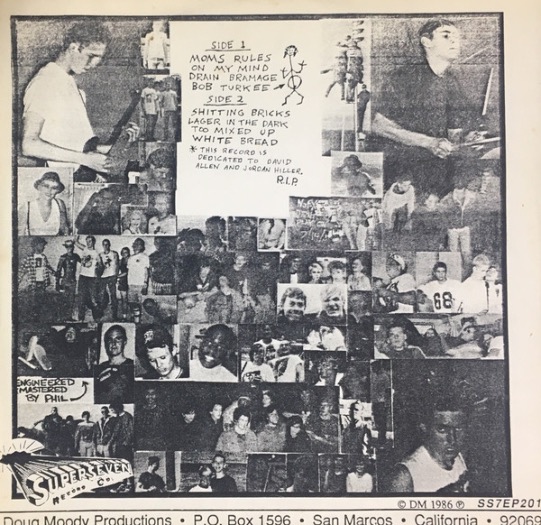 SIDE 1
MOMS RULES
ON MY MIND
DRAIN BRAMAGE
BOB TURKEE
SIDE 2
SHITTING BRICKS
LAGER IN THE DARK
TOO MIXED UP
WHITE BREAD
* THIS RECORD IS
DEDICATED TO DAVID
ALLEN AND JORDAN HILLER.
R.I.P.
68
ENGINEERED
MASTERED
BY PHIL
SUPERSEVEN
RECORD CO.
© DM 1986 ℗ SS7EP201
Doug Moody Productions • P.O. Box 1596 • San Marcos • California • 92069